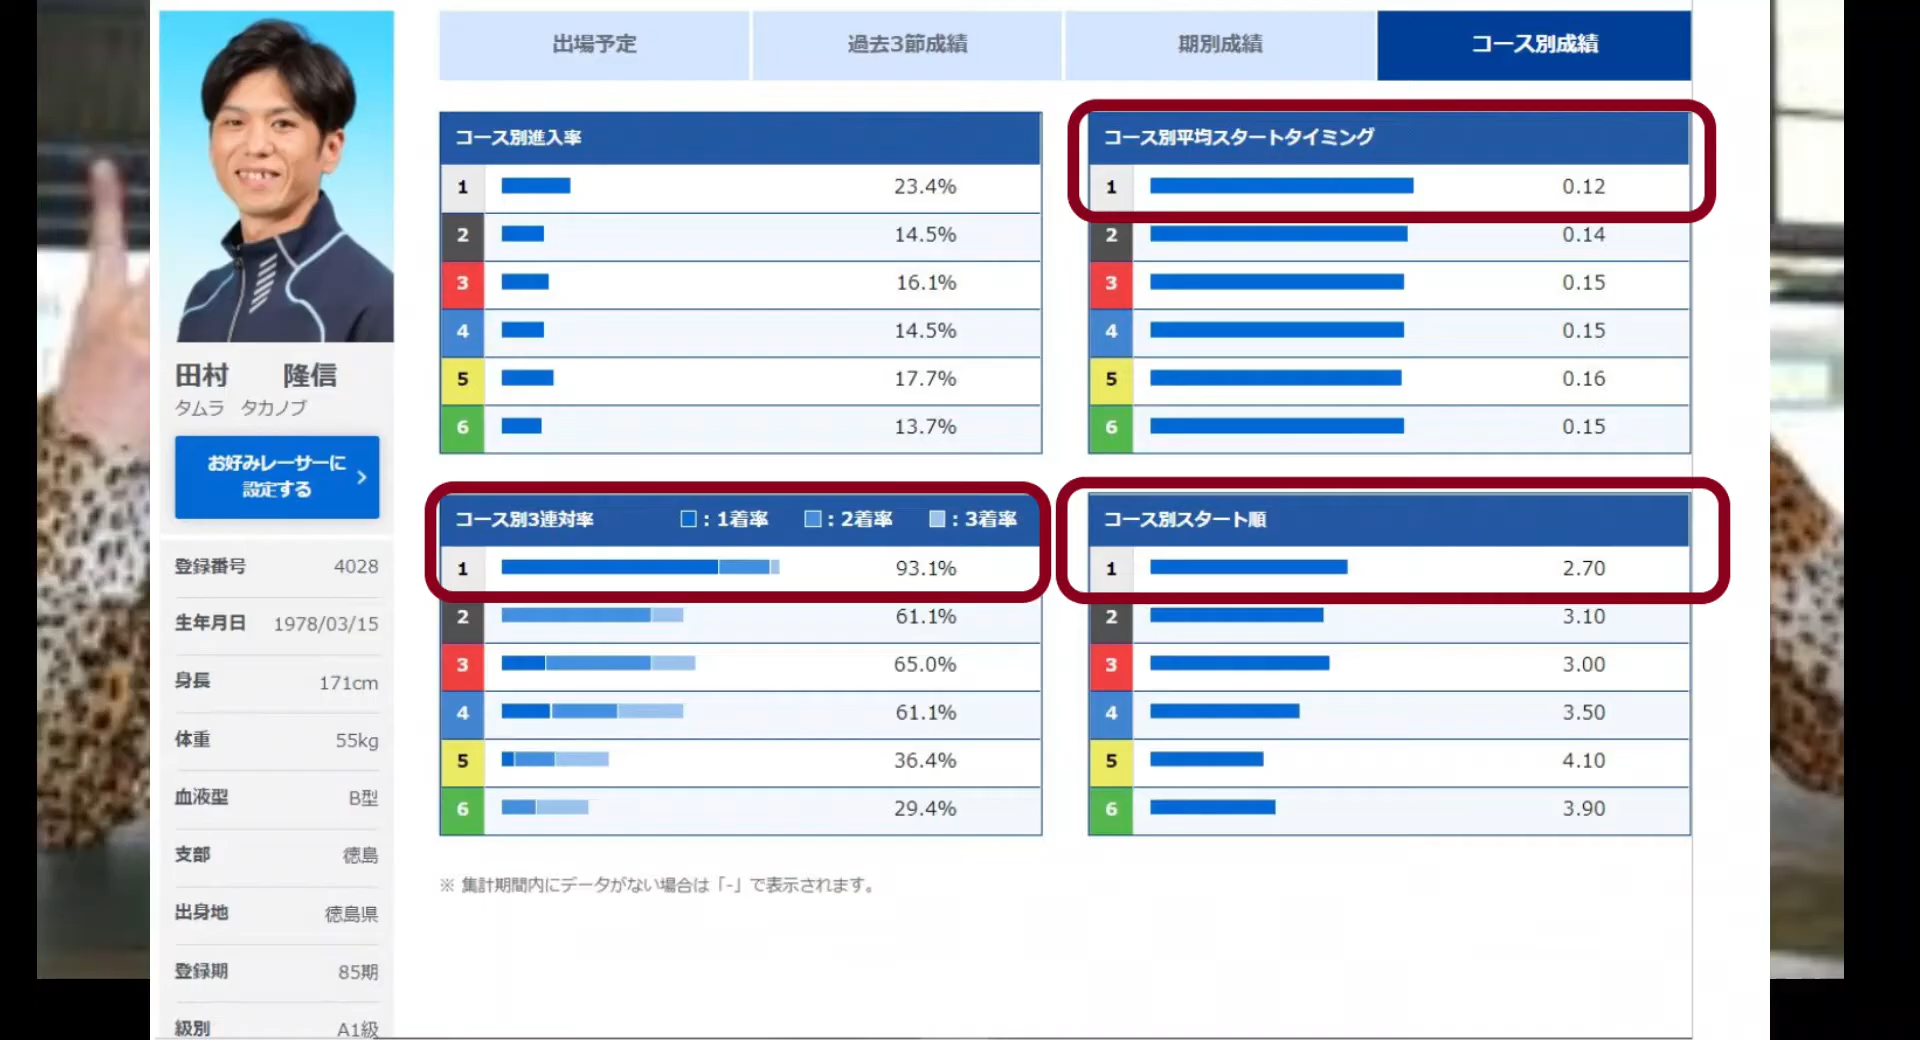 出場予定
過去3節成績
期別成績
コース別成績
田村　隆信
タムラ　タカノブ
お好みレーサーに
設定する
登録番号 4028
生年月日 1978/03/15
身長 171cm
体重 55kg
血液型 B型
支部 徳島
出身地 徳島県
登録期 85期
級別 A1級
コース別進入率
1 23.4%
2 14.5%
3 16.1%
4 14.5%
5 17.7%
6 13.7%
コース別平均スタートタイミング
1 0.12
2 0.14
3 0.15
4 0.15
5 0.16
6 0.15
コース別3連対率 ：1着率 ：2着率 ：3着率
1 93.1%
2 61.1%
3 65.0%
4 61.1%
5 36.4%
6 29.4%
コース別スタート順
1 2.70
2 3.10
3 3.00
4 3.50
5 4.10
6 3.90
※ 集計期間内にデータがない場合は「-」で表示されます。